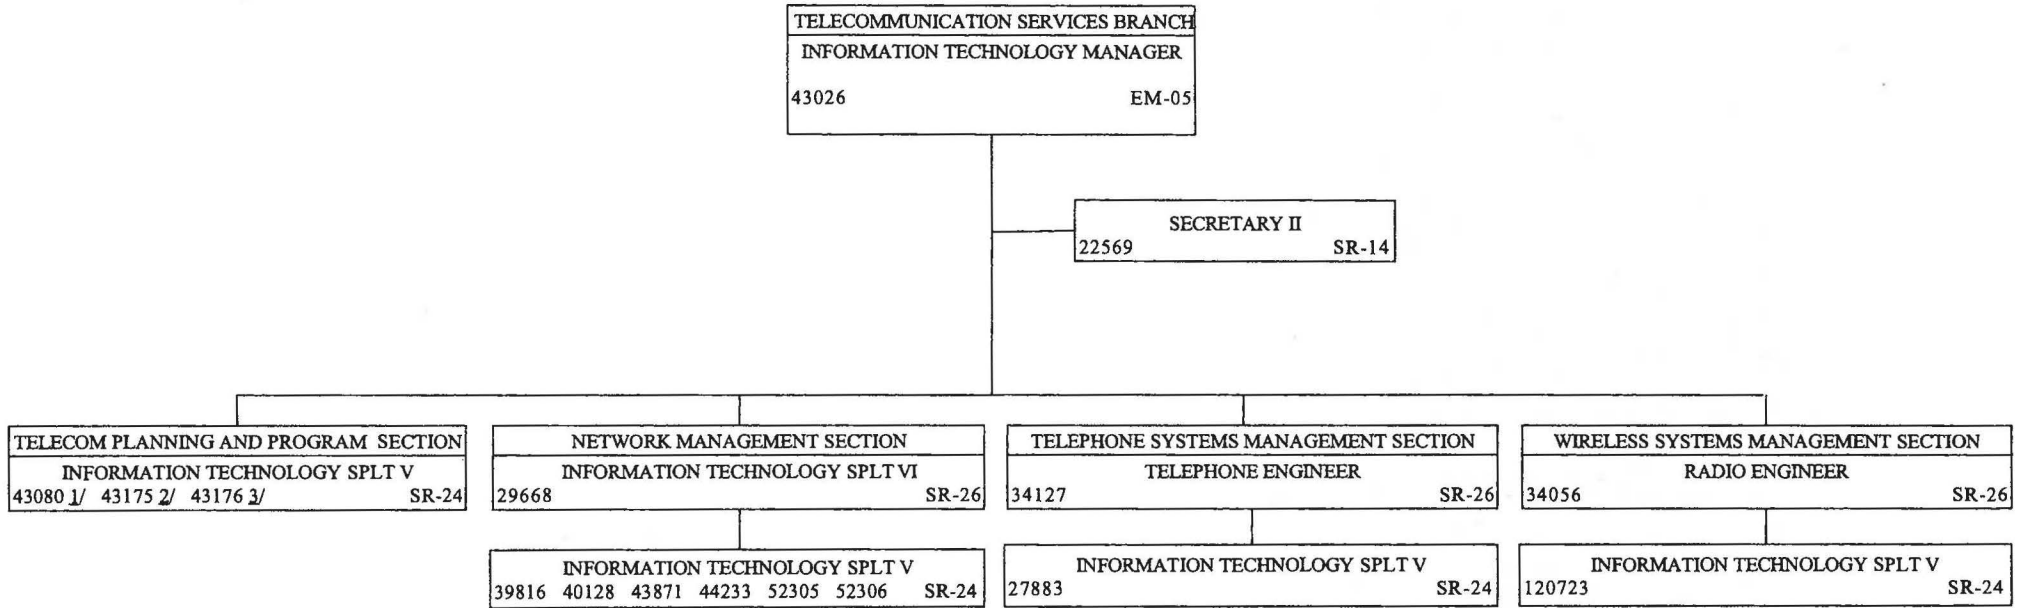 TELECOMMUNICATION SERVICES BRANCH
INFORMATION TECHNOLOGY MANAGER
43026 EM-05
SECRETARY II
22569 SR-14
TELECOM PLANNING AND PROGRAM SECTION
INFORMATION TECHNOLOGY SPLT V
43080 1/ 43175 2/ 43176 3/ SR-24
NETWORK MANAGEMENT SECTION
INFORMATION TECHNOLOGY SPLT VI
29668 SR-26
INFORMATION TECHNOLOGY SPLT V
39816 40128 43871 44233 52305 52306 SR-24
TELEPHONE SYSTEMS MANAGEMENT SECTION
TELEPHONE ENGINEER
34127 SR-26
INFORMATION TECHNOLOGY SPLT V
27883 SR-24
WIRELESS SYSTEMS MANAGEMENT SECTION
RADIO ENGINEER
34056 SR-26
INFORMATION TECHNOLOGY SPLT V
120723 SR-24